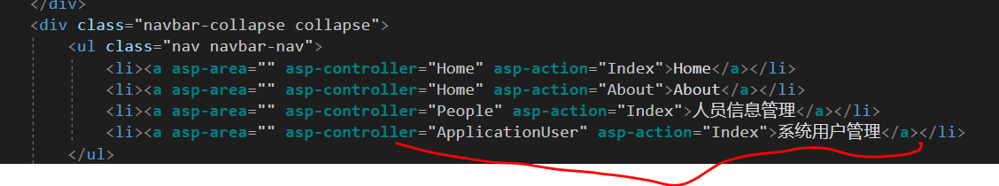 </div>
<div class="navbar-collapse collapse">
<ul class="nav navbar-nav">
<li><a asp-area="" asp-controller="Home" asp-action="Index">Home</a></li>
<li><a asp-area="" asp-controller="Home" asp-action="About">About</a></li>
<li><a asp-area="" asp-controller="People" asp-action="Index">人员信息管理</a></li>
<li><a asp-area="" asp-controller="ApplicationUser" asp-action="Index">系统用户管理</a></li>
</ul>